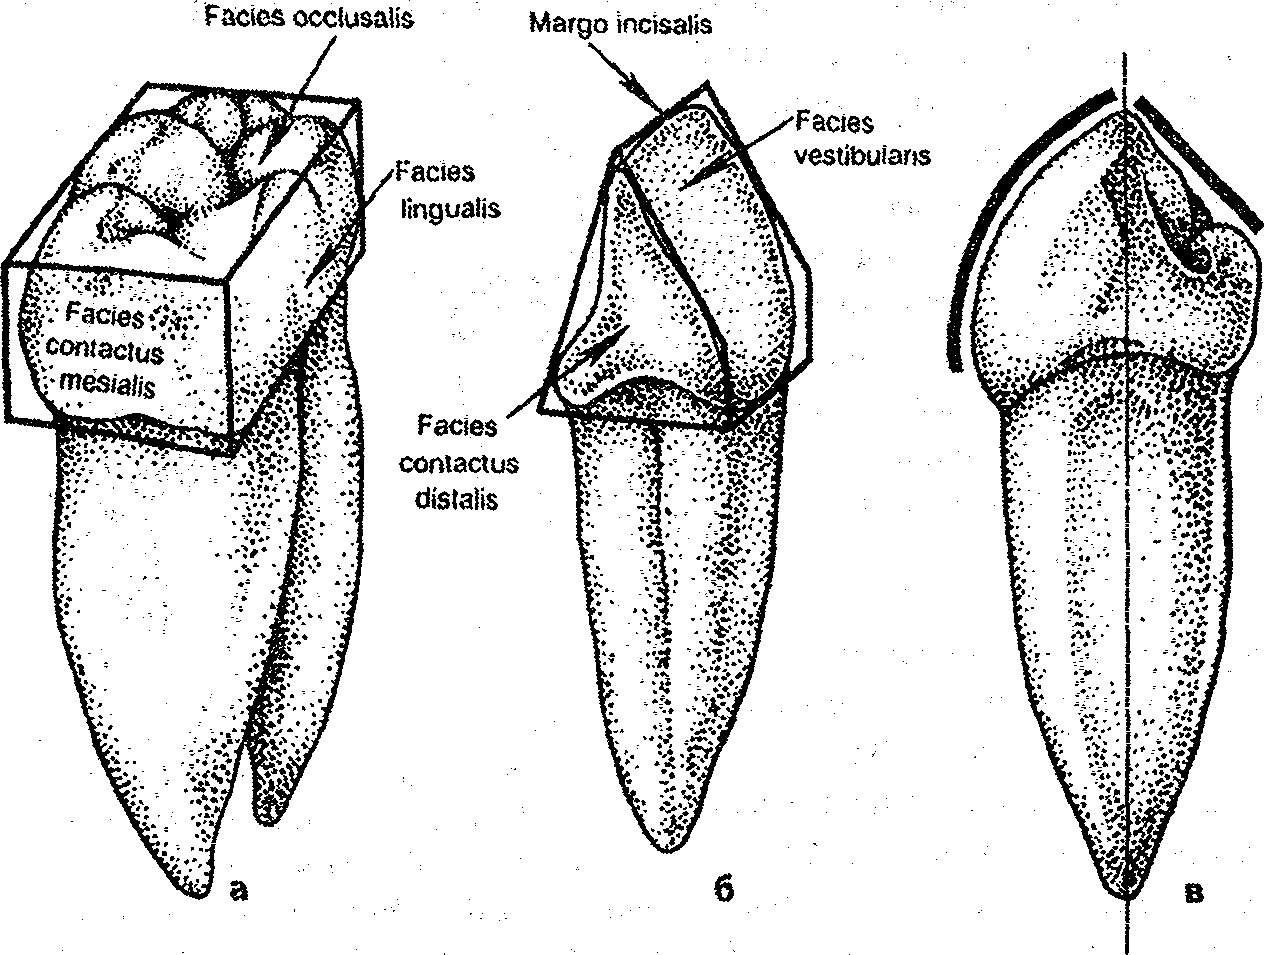 Facies occlusalis
Margo incisalis
Facies
vestibularis
Facies
lingualis
Facies
contactus
mesialis
Facies
contactus
distalis
а
б
в